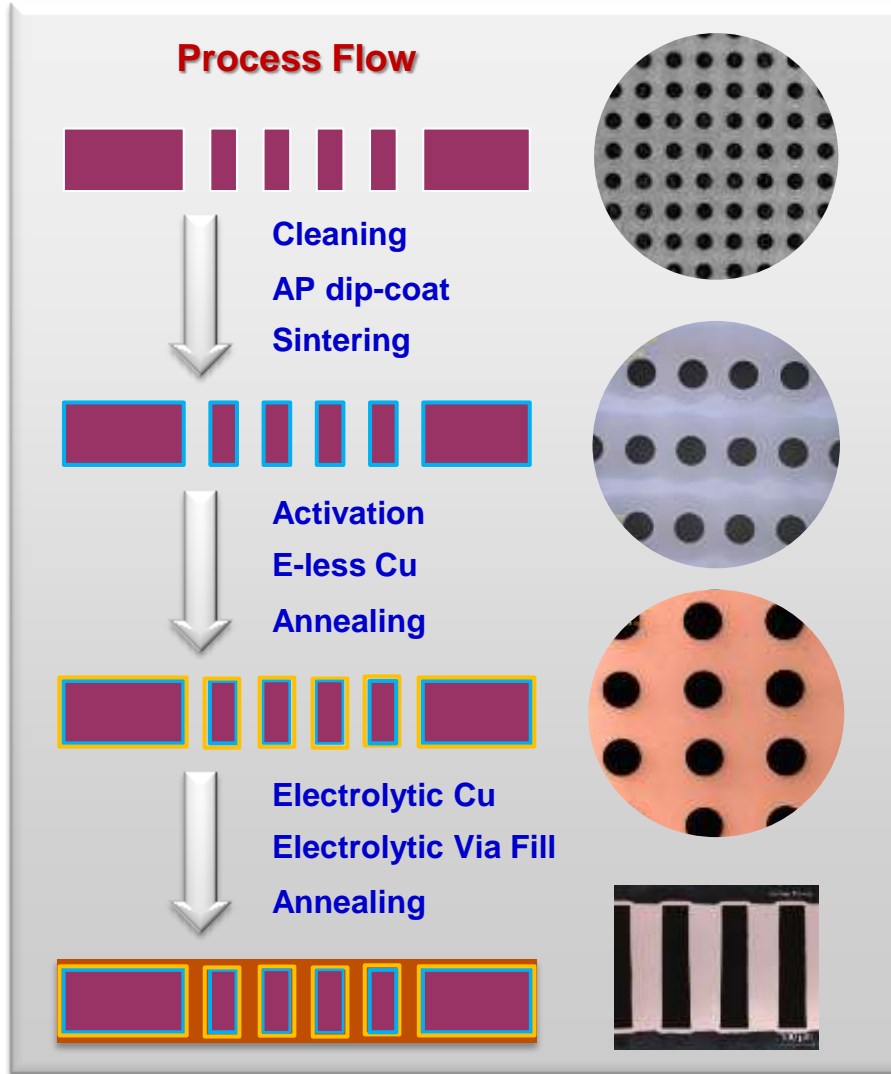 Process Flow
Cleaning
AP dip-coat
Sintering
Activation
E-less Cu
Annealing
Electrolytic Cu
Electrolytic Via Fill
Annealing